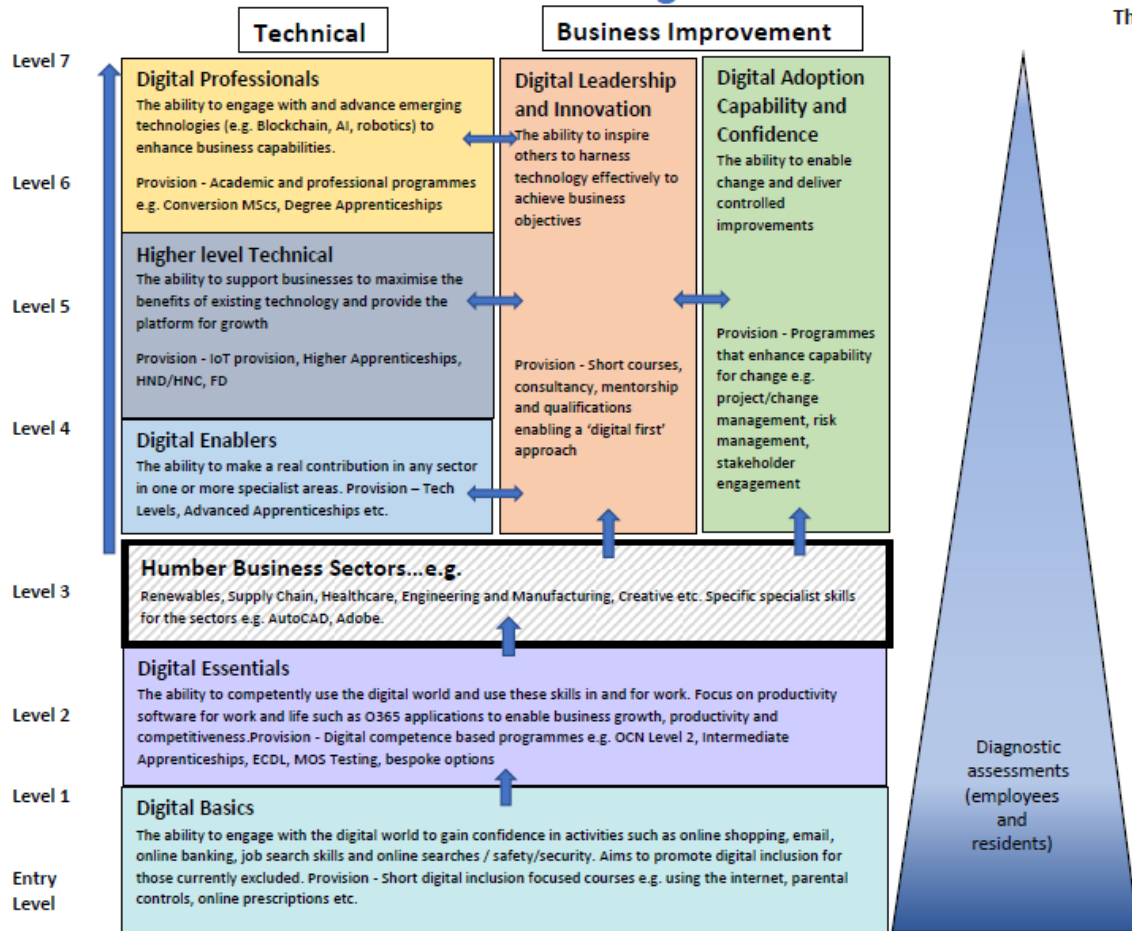 Th
Technical
Business Improvement
Level 7
Level 6
Level 5
Level 4
Level 3
Level 2
Level 1
Entry
Level
Digital Professionals
The ability to engage with and advance emerging
technologies (e.g. Blockchain, AI, robotics) to
enhance business capabilities.
Provision - Academic and professional programmes
e.g. Conversion MScs, Degree Apprenticeships
Higher level Technical
The ability to support businesses to maximise the
benefits of existing technology and provide the
platform for growth
Provision - IoT provision, Higher Apprenticeships,
HND/HNC, FD
Digital Enablers
The ability to make a real contribution in any sector
in one or more specialist areas. Provision – Tech
Levels, Advanced Apprenticeships etc.
Digital Leadership
and Innovation
The ability to inspire
others to harness
technology effectively to
achieve business
objectives
Provision - Short courses,
consultancy, mentorship
and qualifications
enabling a ‘digital first’
approach
Digital Adoption
Capability and
Confidence
The ability to enable
change and deliver
controlled
improvements
Provision - Programmes
that enhance capability
for change e.g.
project/change
management, risk
management,
stakeholder
engagement
Humber Business Sectors...e.g.
Renewables, Supply Chain, Healthcare, Engineering and Manufacturing, Creative etc. Specific specialist skills
for the sectors e.g. AutoCAD, Adobe.
Digital Essentials
The ability to competently use the digital world and use these skills in and for work. Focus on productivity
software for work and life such as O365 applications to enable business growth, productivity and
competitiveness.Provision - Digital competence based programmes e.g. OCN Level 2, Intermediate
Apprenticeships, ECDL, MOS Testing, bespoke options
Digital Basics
The ability to engage with the digital world to gain confidence in activities such as online shopping, email,
online banking, job search skills and online searches / safety/security. Aims to promote digital inclusion for
those currently excluded. Provision - Short digital inclusion focused courses e.g. using the internet, parental
controls, online prescriptions etc.
Diagnostic
assessments
(employees
and
residents)